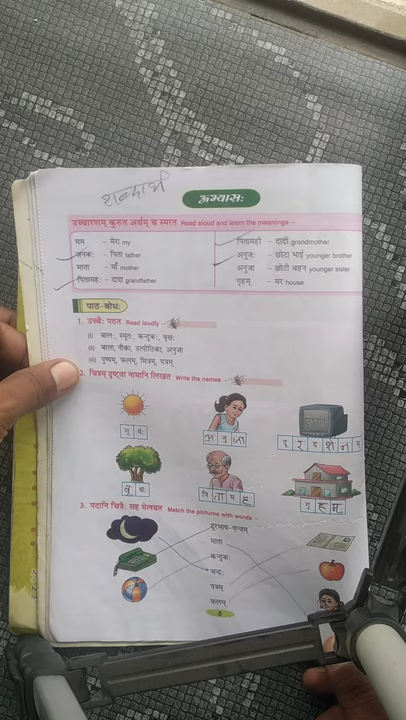 शब्दार्थ
अभ्यासः
उच्चारणम् कुरुत अर्थम् च स्मरत Read aloud and learn the meanings –
मम – मेरा my
जनकः – पिता father
माता – माँ mother
पितामहः – दादा grandfather
पितामही – दादी grandmother
अनुजः – छोटा भाई younger brother
अनुजा – छोटी बहन younger sister
गृहम् – घर house
पाठ-बोधः
1. उच्चैः पठत Read loudly –
(i) बालः, स्यूतः, कन्दुकः, वृक्षः
(ii) बाला, नौका, उत्पीठिका, अनुजा
(iii) पुष्पम्, फलम्, मित्रम्, पत्रम्
2. चित्रम् दृष्ट्वा नामानि लिखत Write the names –
सू र्यः
अ नु जा
दू र द र्श न म्
वृ क्षः
पि ता म ह
गृ ह म्
3. पदानि चित्रैः सह मेलयत Match the pictures with words –
दूरभाष-यन्त्रम्
माता
कन्दुकः
चन्द्रः
पत्रम्
फलम्
8